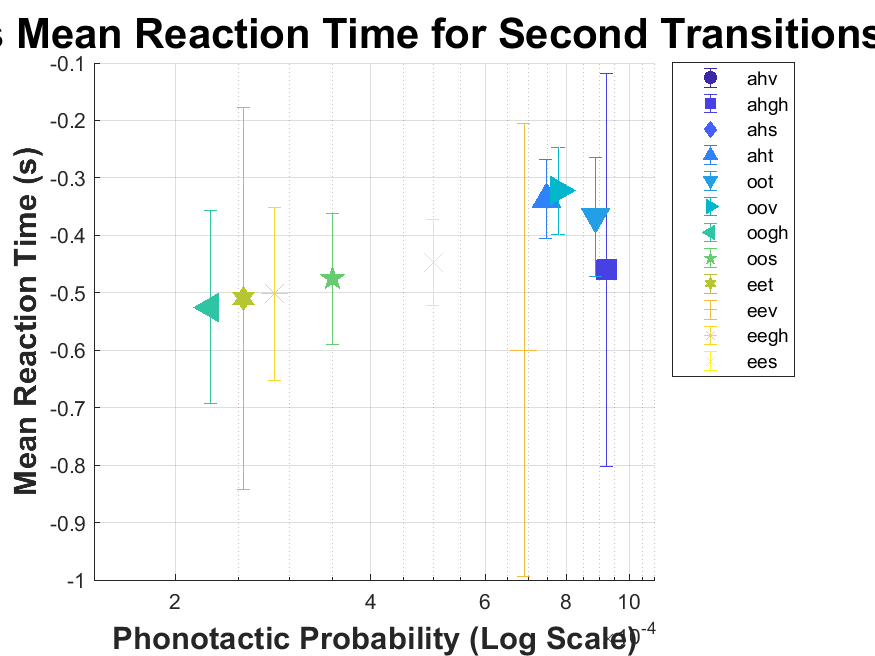 s Mean Reaction Time for Second Transitions
-0.1
-0.2
-0.3
-0.4
-0.5
-0.6
-0.7
-0.8
-0.9
-1
Mean Reaction Time (s)
2 4 6 8 10
Phonotactic Probability (Log Scale)
×10-4
ahv
ahgh
ahs
aht
oot
oov
oogh
oos
eet
eev
eegh
ees